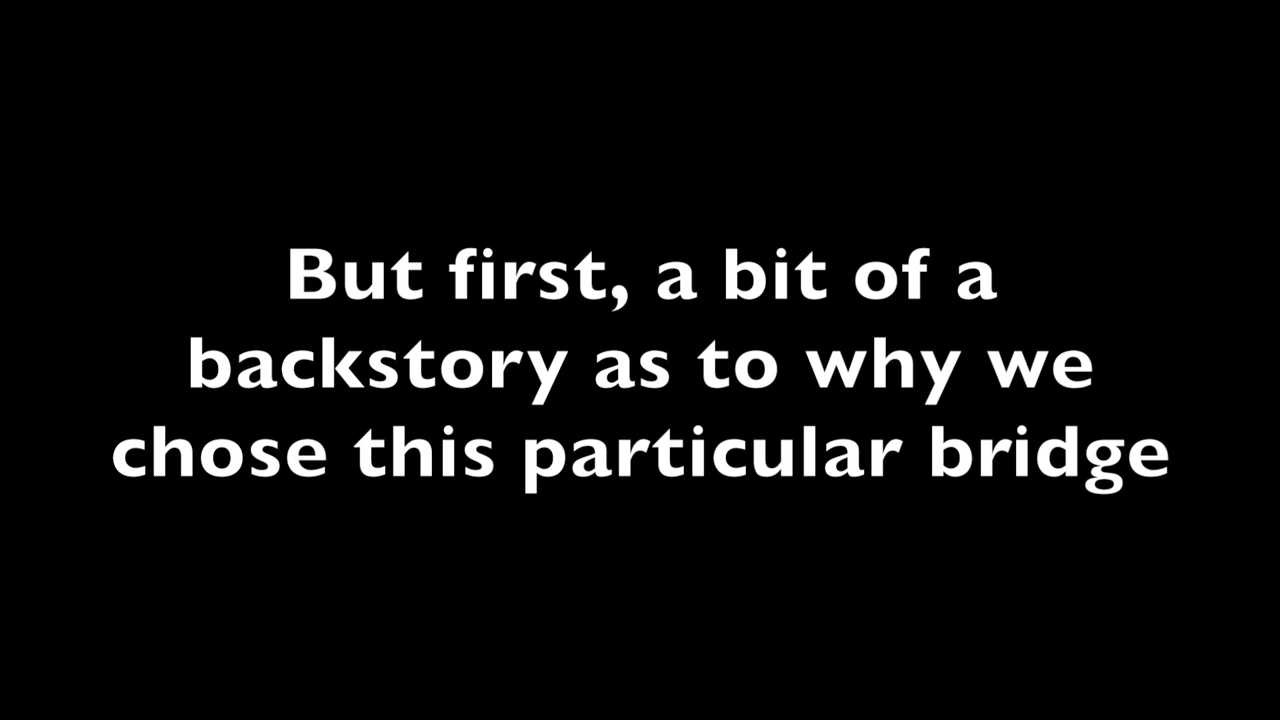 But first, a bit of a
backstory as to why we
chose this particular bridge